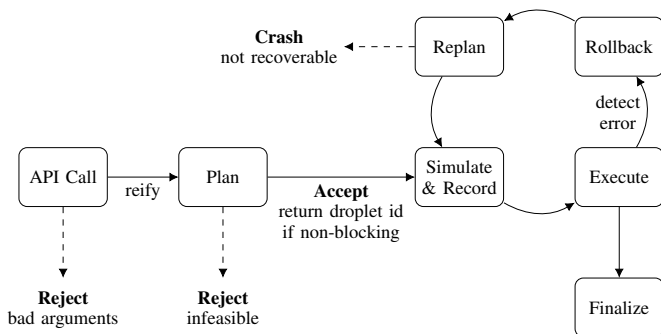 Crash
not recoverable
Replan
Rollback
detect
error
API Call
reify
Plan
Accept
return droplet id
if non-blocking
Simulate
& Record
Execute
Reject
bad arguments
Reject
infeasible
Finalize